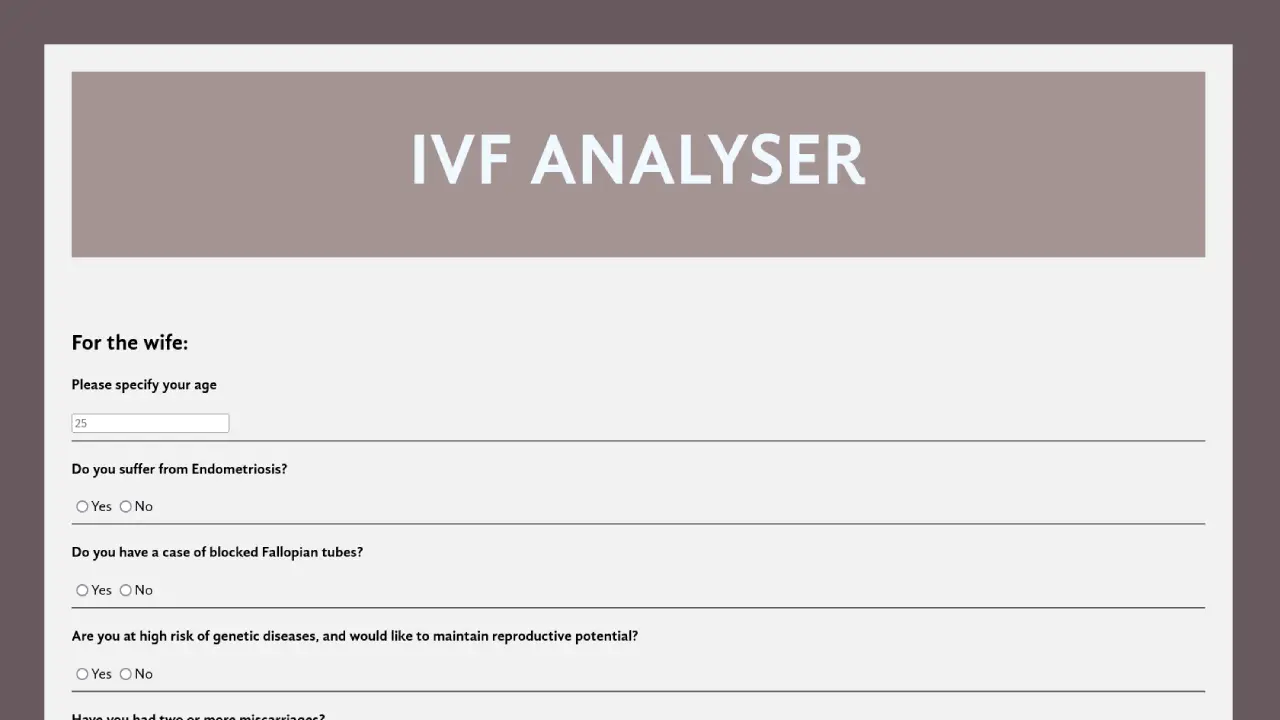 IVF ANALYSER
For the wife:
Please specify your age
25
Do you suffer from Endometriosis?
Yes No
Do you have a case of blocked Fallopian tubes?
Yes No
Are you at high risk of genetic diseases, and would like to maintain reproductive potential?
Yes No
Have you had two or more miscarriages?